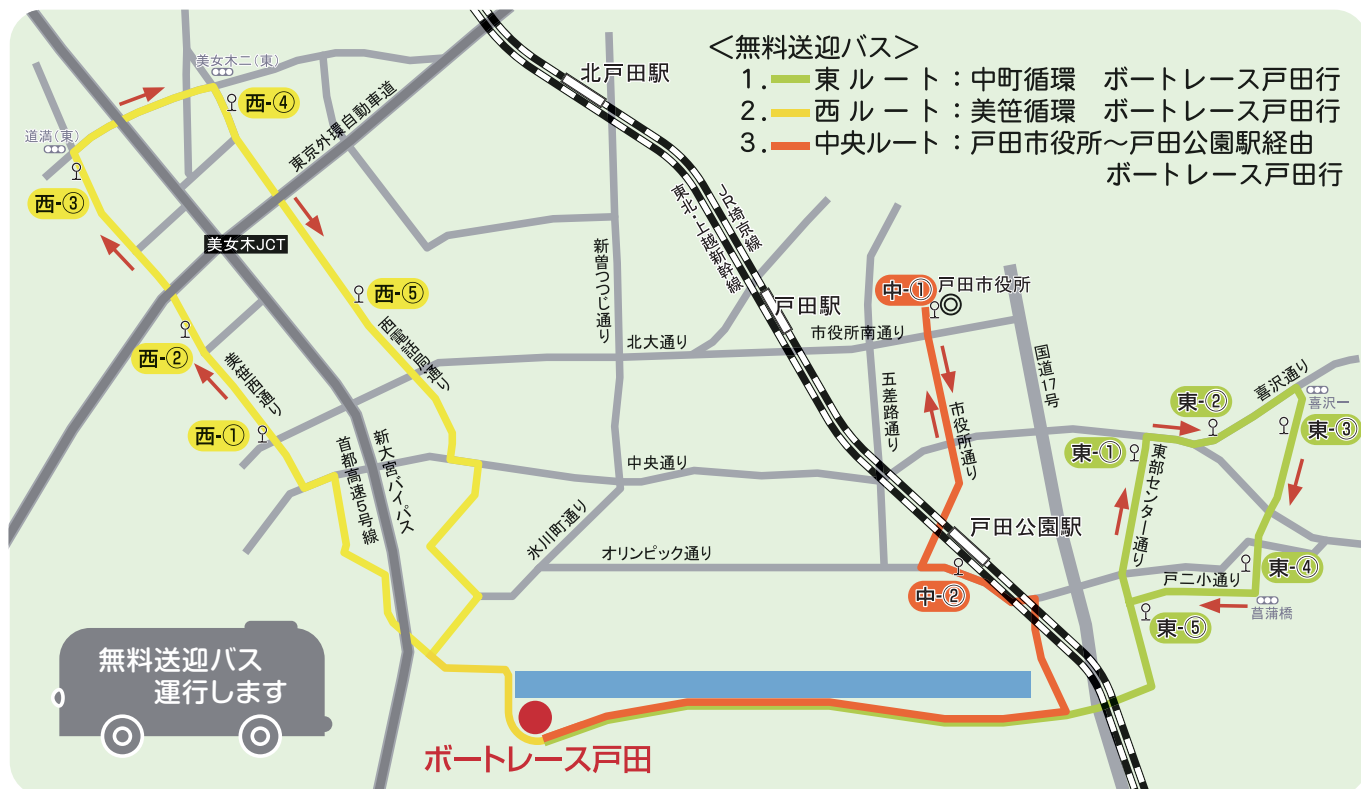 ＜無料送迎バス＞
1. 東ルート：中町循環　ボートレース戸田行
2. 西ルート：美笹循環　ボートレース戸田行
3. 中央ルート：戸田市役所〜戸田公園駅経由
ボートレース戸田行
美女木二(東)
西-④
道満(東)
西-③
東京外環自動車道
北戸田駅
美女木JCT
西-⑤
西-②
美笹西通り
西-①
西電話局通り
新曽つつじ通り
JR埼京線
東北・上越新幹線
戸田駅
北大通り
市役所南通り
中-①
戸田市役所
国道17号
五差路通り
市役所通り
喜沢通り
喜沢一
東-②
東-③
東-①
東部センター通り
首都高速5号線
新大宮バイパス
中央通り
氷川町通り
オリンピック通り
戸田公園駅
中-②
戸二小通り
東-④
菖蒲橋
東-⑤
無料送迎バス
運行します
ボートレース戸田